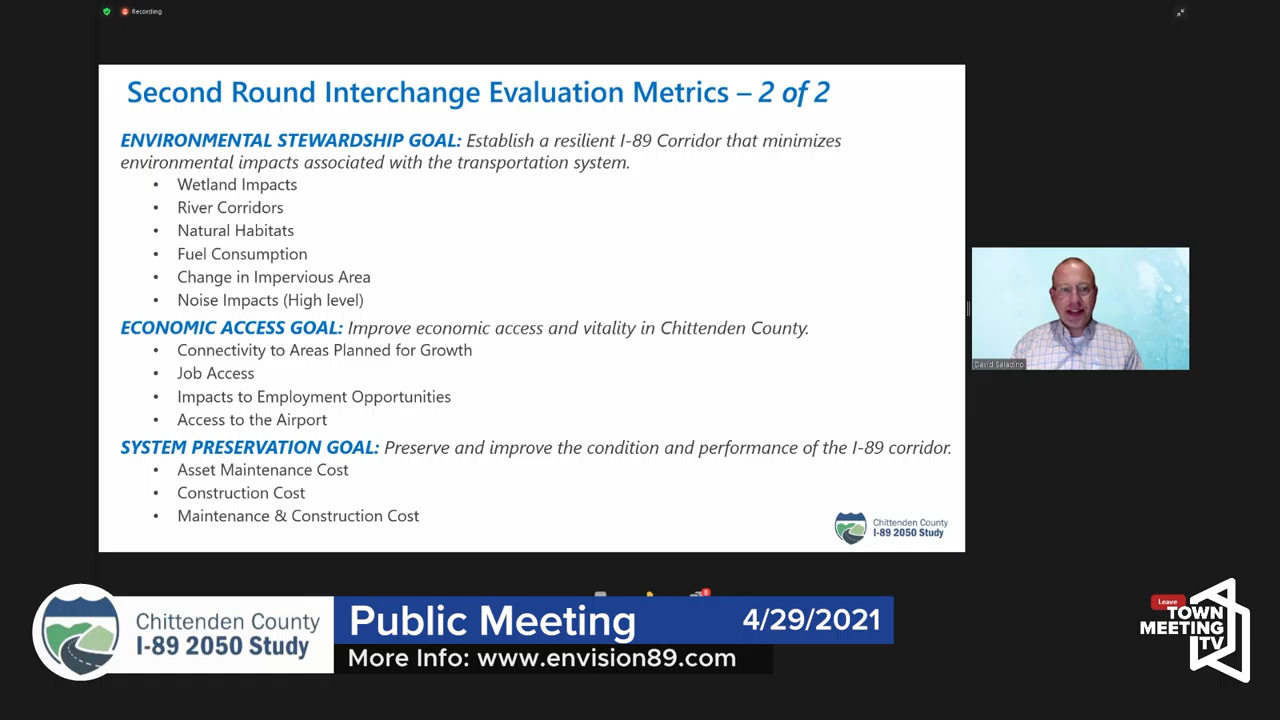 Recording
Second Round Interchange Evaluation Metrics – 2 of 2
ENVIRONMENTAL STEWARDSHIP GOAL: Establish a resilient I-89 Corridor that minimizes
environmental impacts associated with the transportation system.
• Wetland Impacts
• River Corridors
• Natural Habitats
• Fuel Consumption
• Change in Impervious Area
• Noise Impacts (High level)
ECONOMIC ACCESS GOAL: Improve economic access and vitality in Chittenden County.
• Connectivity to Areas Planned for Growth
• Job Access
• Impacts to Employment Opportunities
• Access to the Airport
SYSTEM PRESERVATION GOAL: Preserve and improve the condition and performance of the I-89 corridor.
• Asset Maintenance Cost
• Construction Cost
• Maintenance & Construction Cost
Chittenden County
I-89 2050 Study
David Saladino
Chittenden County
I-89 2050 Study
Public Meeting
4/29/2021
More Info: www.envision89.com
Leave
TOWN
MEETING
TV